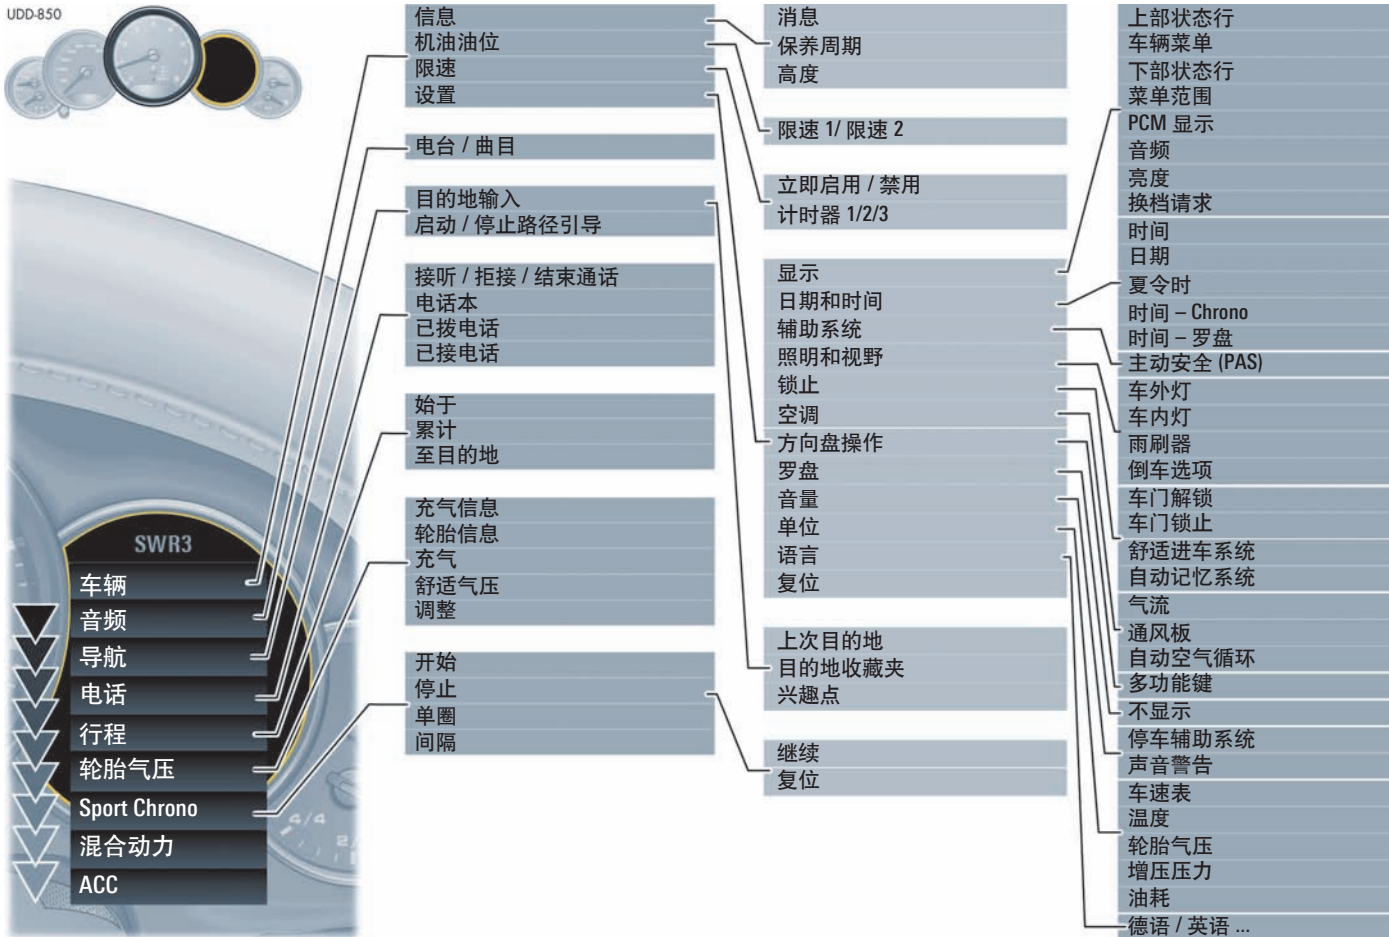 UDD-850
SWR3
车辆
音频
导航
电话
行程
轮胎气压
Sport Chrono
混合动力
ACC
信息
机油油位
限速
设置
电台 / 曲目
目的地输入
启动 / 停止路径引导
接听 / 拒接 / 结束通话
电话本
已拨电话
已接电话
始于
累计
至目的地
充气信息
轮胎信息
充气
舒适气压
调整
开始
停止
单圈
间隔
消息
保养周期
高度
限速 1/ 限速 2
立即启用 / 禁用
计时器 1/2/3
显示
日期和时间
辅助系统
照明和视野
锁止
空调
方向盘操作
罗盘
音量
单位
语言
复位
上次目的地
目的地收藏夹
兴趣点
继续
复位
上部状态行
车辆菜单
下部状态行
菜单范围
PCM 显示
音频
亮度
换档请求
时间
日期
夏令时
时间 – Chrono
时间 – 罗盘
主动安全 (PAS)
车外灯
车内灯
雨刷器
倒车选项
车门解锁
车门锁止
舒适进车系统
自动记忆系统
气流
通风板
自动空气循环
多功能键
不显示
停车辅助系统
声音警告
车速表
温度
轮胎气压
增压压力
油耗
德语 / 英语 ...
4/4